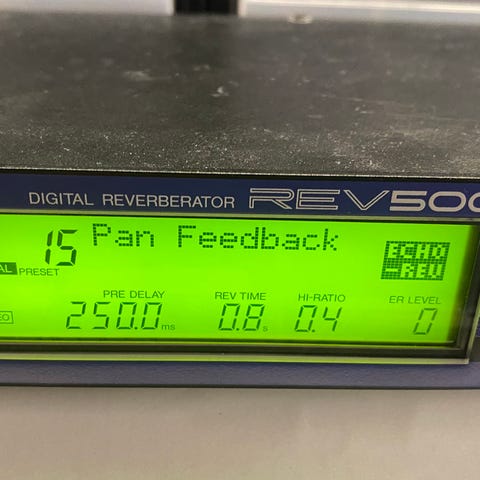 DIGITAL REVERBERATOR REV500
15 Pan Feedback ECHO
PRESET →REV
PRE DELAY REV TIME HI-RATIO ER LEVEL
250.0ms 0.8s 0.4 0